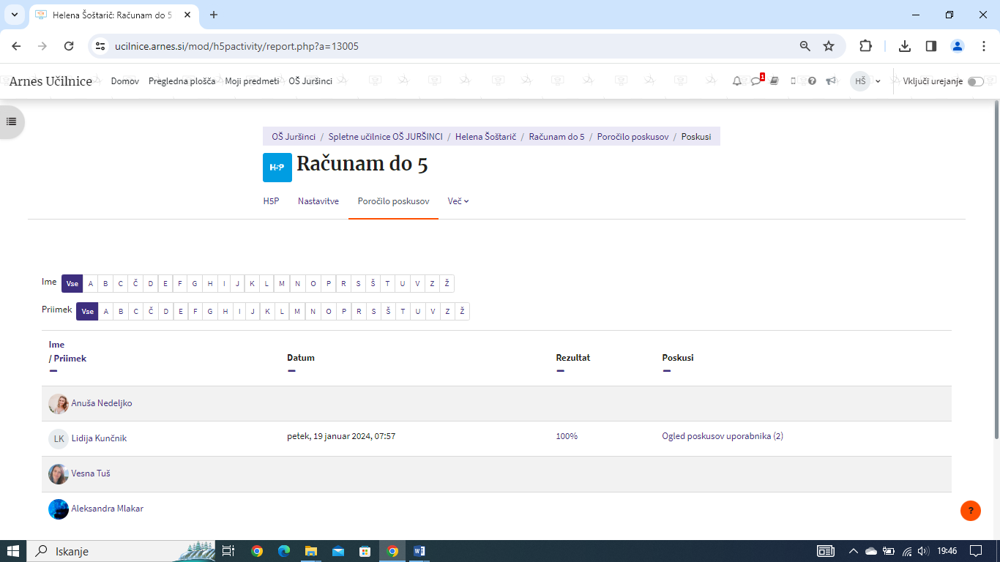 Helena Šoštarič: Računam do 5
ucilnice.arnes.si/mod/h5pactivity/report.php?a=13005
Arnes Učilnice Domov Pregledna plošča Moji predmeti OŠ Juršinci 1 HŠ Vključi urejanje
OŠ Juršinci / Spletne učilnice OŠ JURŠINCI / Helena Šoštarič / Računam do 5 / Poročilo poskusov / Poskusi
H5P Računam do 5
H5P Nastavitve Poročilo poskusov Več
Ime Vse A B C Č D E F G H I J K L M N O P R S Š T U V Z Ž
Priimek Vse A B C Č D E F G H I J K L M N O P R S Š T U V Z Ž
Ime
/ Priimek Datum Rezultat Poskusi
Anuša Nedeljko
LK Lidija Kunčnik petek, 19 januar 2024, 07:57 100% Ogled poskusov uporabnika (2)
Vesna Tuš
Aleksandra Mlakar
?
Iskanje 19:46